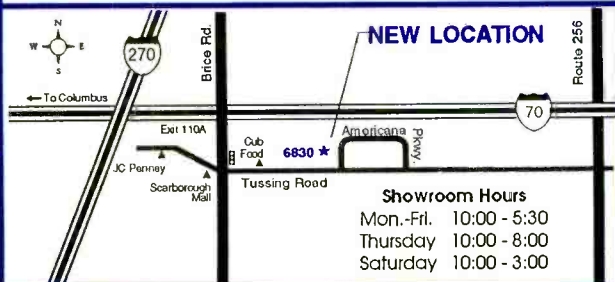 NEW LOCATION
N
W E
S
270
Brice Rd.
Route 256
←To Columbus
70
Exit 110A
Cub
Food
6830 ★
Americana
Pkwy.
JC Penney
Scarborough
Mall
Tussing Road
Showroom Hours
Mon.-Fri. 10:00 - 5:30
Thursday 10:00 - 8:00
Saturday 10:00 - 3:00